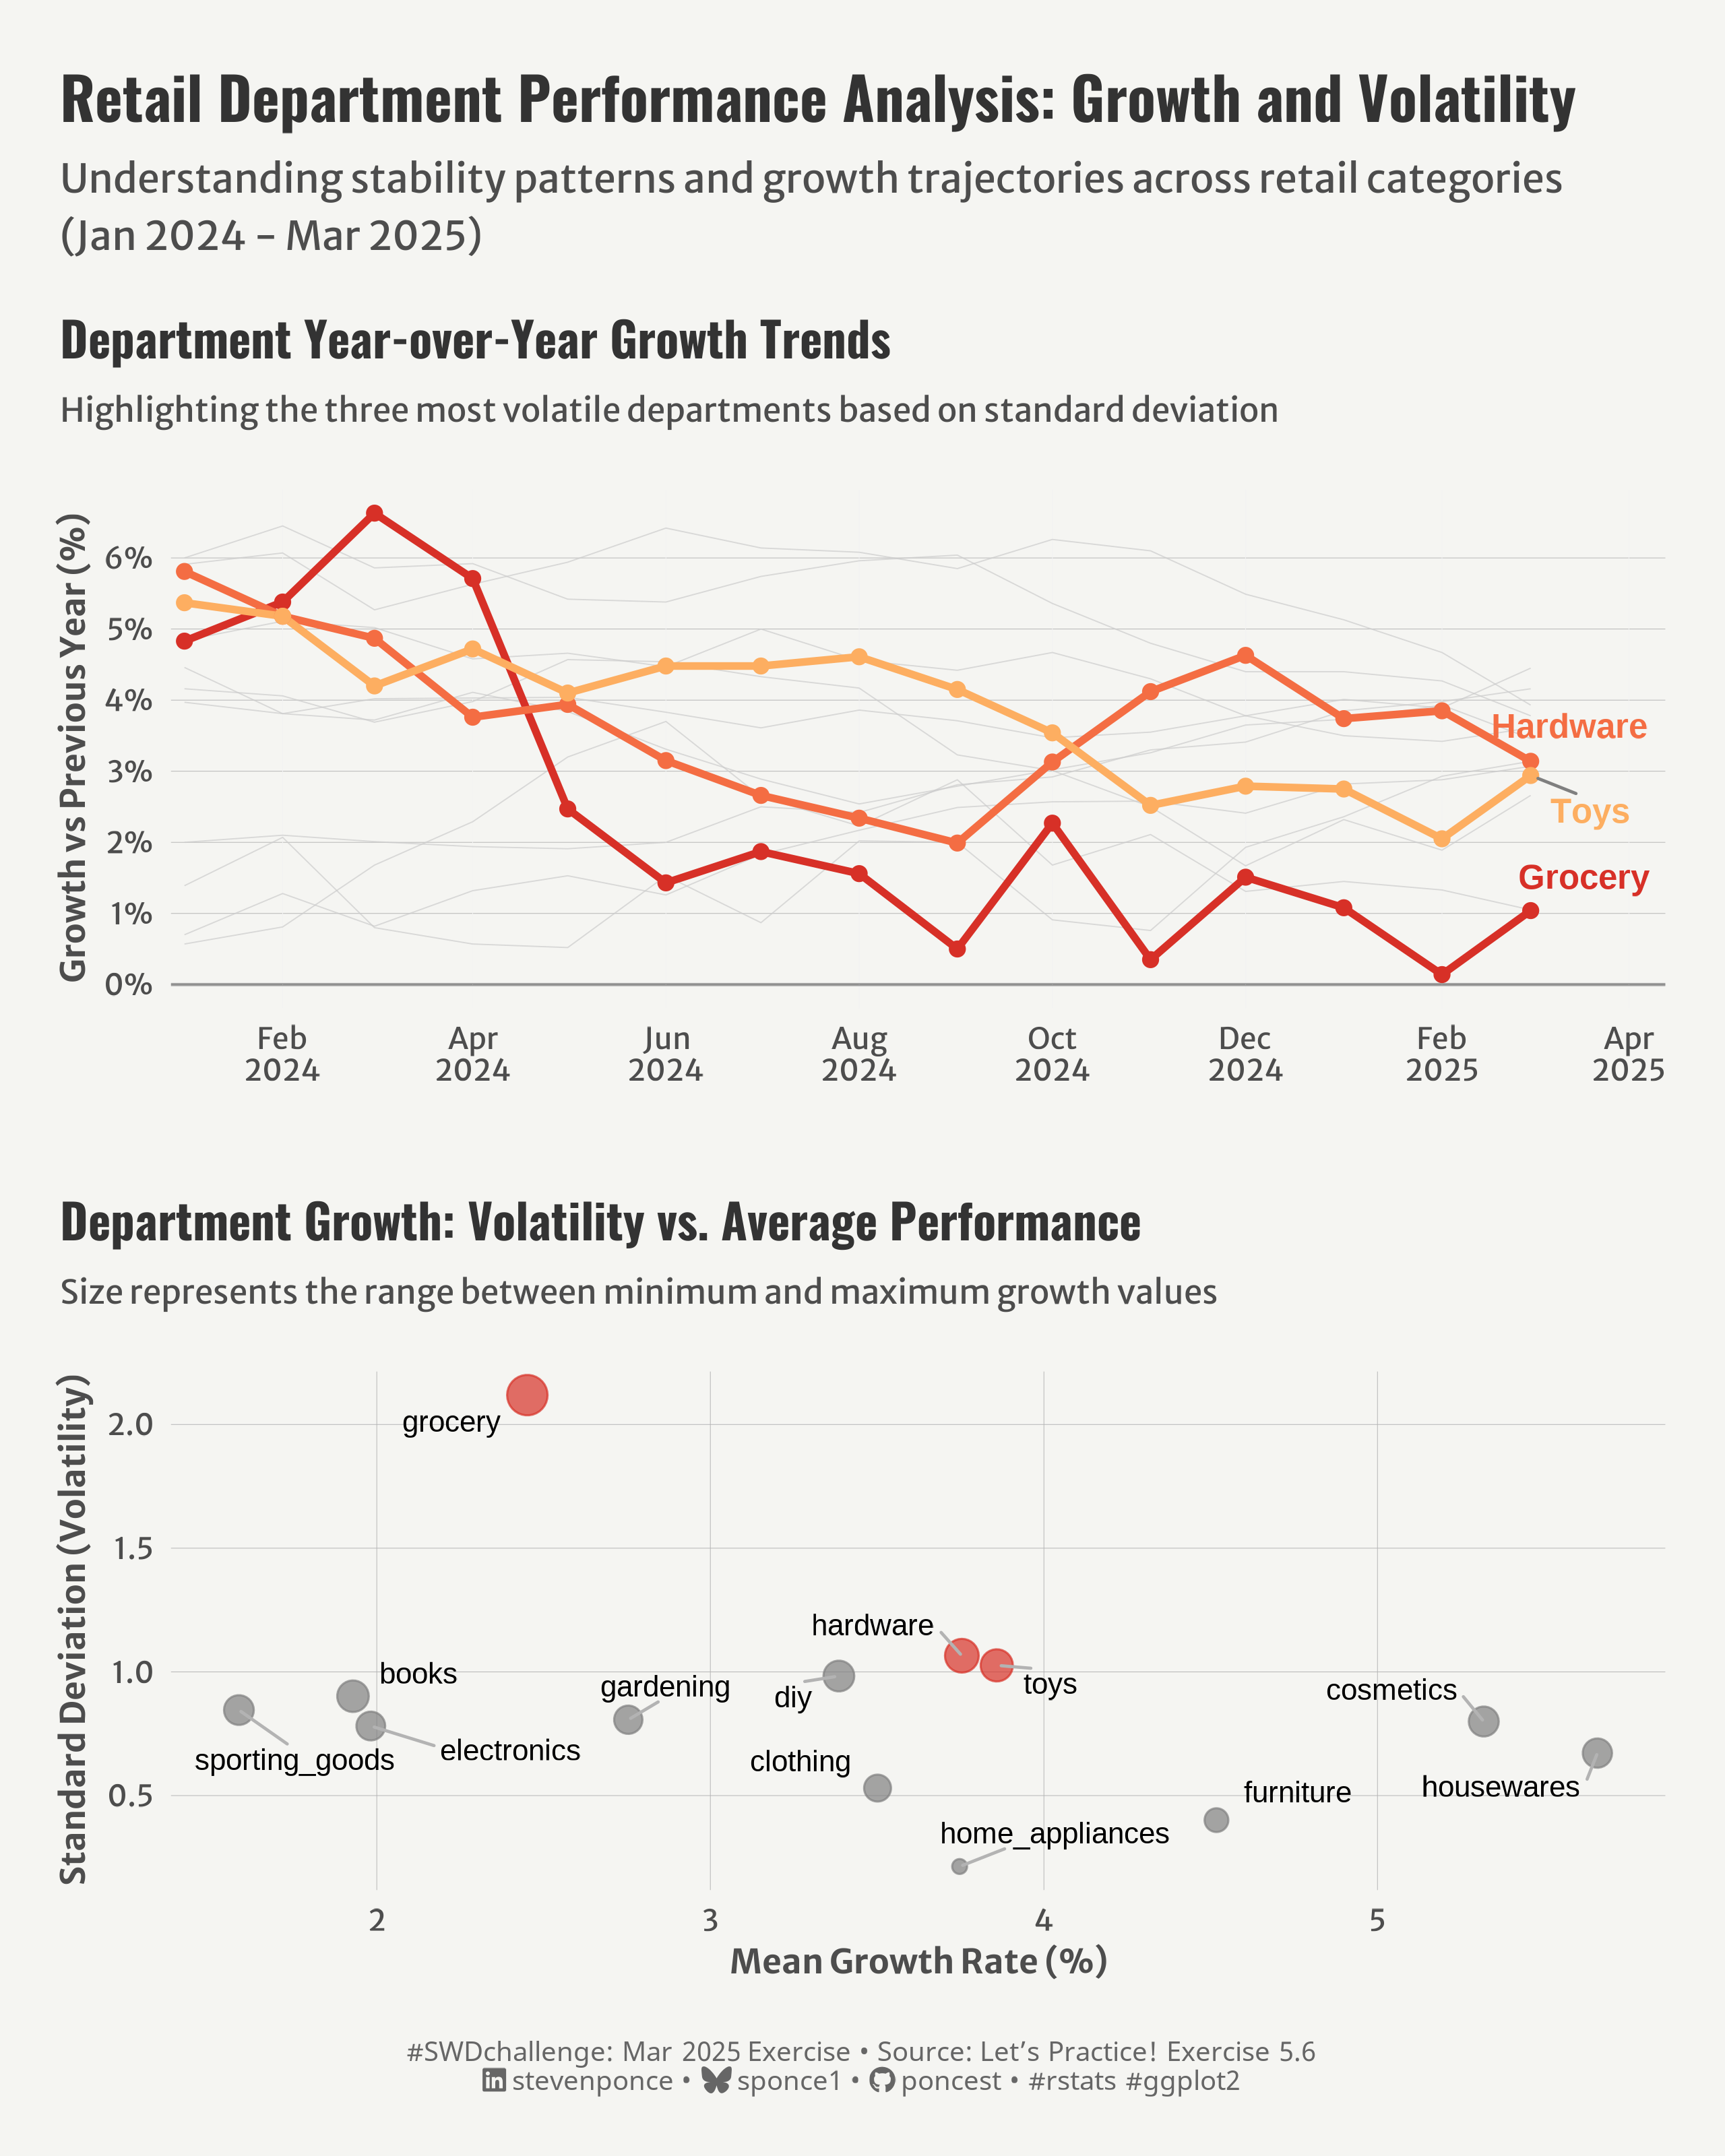 Retail Department Performance Analysis: Growth and Volatility
Understanding stability patterns and growth trajectories across retail categories
(Jan 2024 – Mar 2025)
Department Year-over-Year Growth Trends
Highlighting the three most volatile departments based on standard deviation
Growth vs Previous Year (%)
6%
5%
4%
3%
2%
1%
0%
Hardware
Toys
Grocery
Feb Apr Jun Aug Oct Dec Feb Apr
2024 2024 2024 2024 2024 2024 2025 2025
Department Growth: Volatility vs. Average Performance
Size represents the range between minimum and maximum growth values
Standard Deviation (Volatility)
2.0
1.5
1.0
0.5
grocery
hardware
books
gardening
diy
toys
cosmetics
sporting_goods
electronics
clothing
furniture
housewares
home_appliances
2 3 4 5
Mean Growth Rate (%)
#SWDchallenge: Mar 2025 Exercise • Source: Let’s Practice! Exercise 5.6
stevenponce • sponce1 • poncest • #rstats #ggplot2